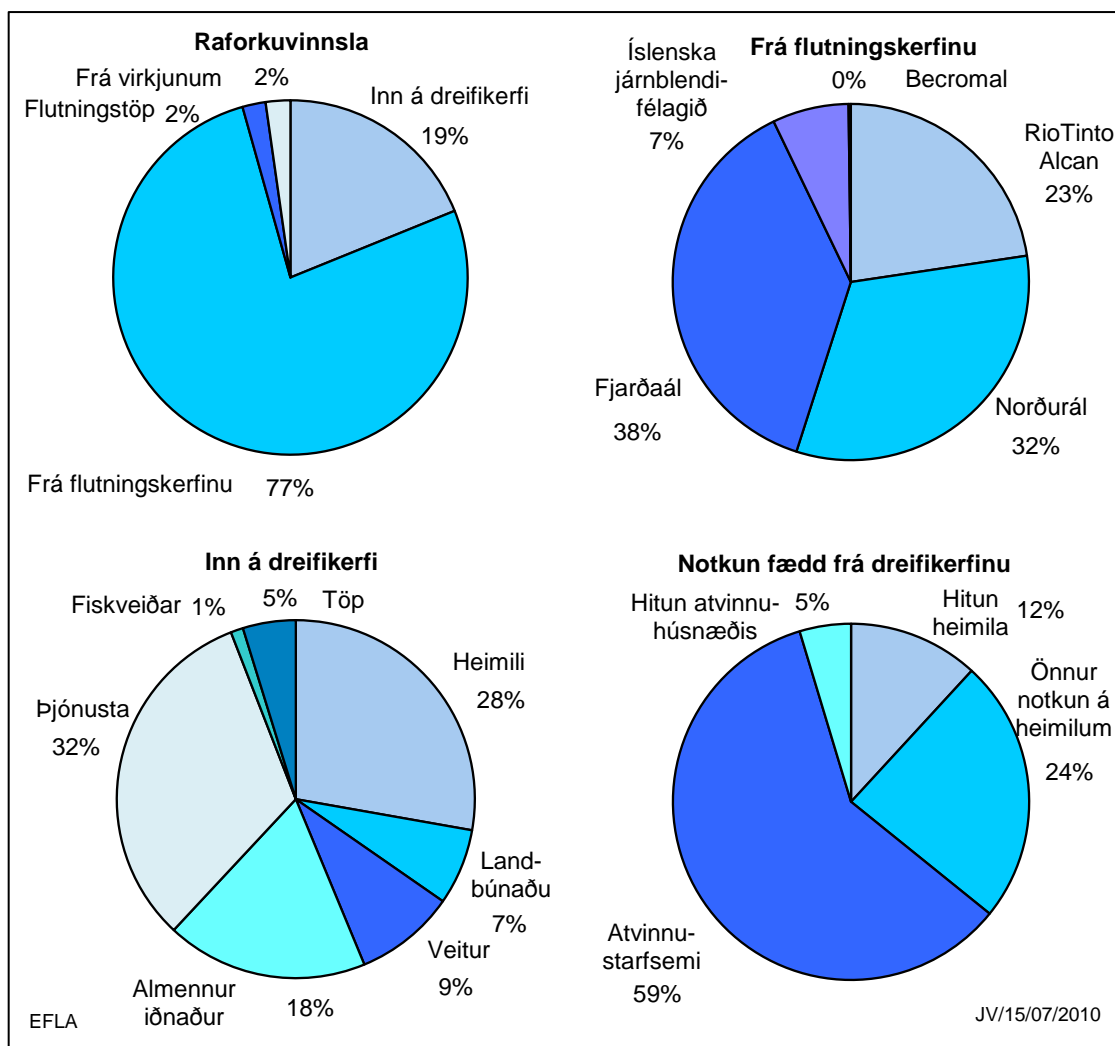 Raforkuvinnsla
Frá virkjunum 2%
Flutningstöp 2%
Inn á dreifikerfi
19%
Frá flutningskerfinu 77%
Frá flutningskerfinu
Íslenska
járnblendi-
félagið
7%
0% Becromal
RioTinto
Alcan
23%
Fjarðaál
38%
Norðurál
32%
Inn á dreifikerfi
Fiskveiðar 1%
5% Töp
Heimili
28%
Þjónusta
32%
Land-
búnaðu
7%
Veitur
9%
Almennur
iðnaður
18%
Notkun fædd frá dreifikerfinu
Hitun atvinnu-
húsnæðis
5%
Hitun
heimila
12%
Önnur
notkun á
heimilum
24%
Atvinnu-
starfsemi
59%
EFLA
JV/15/07/2010